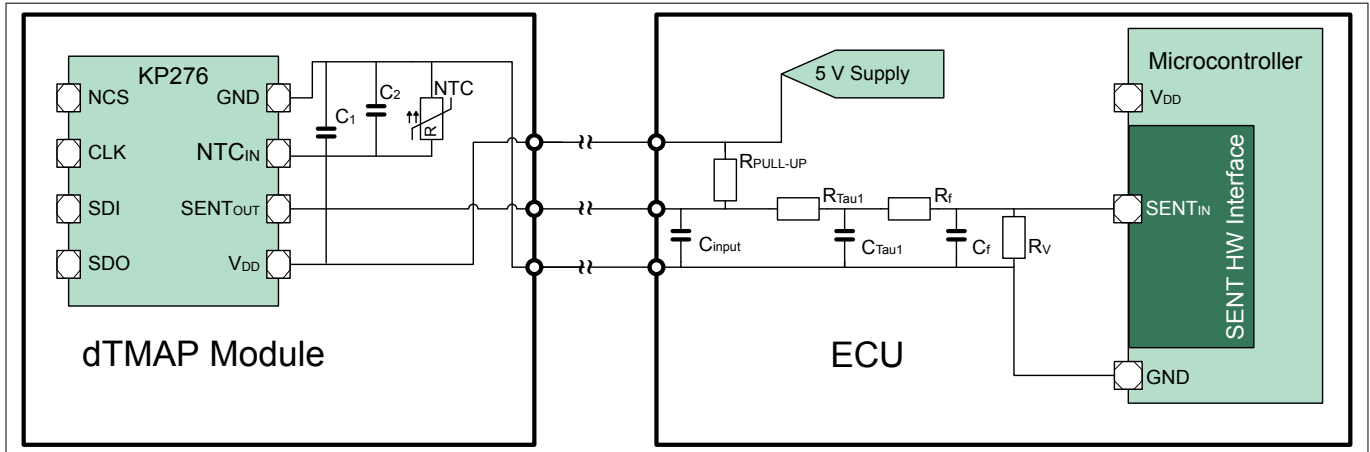 KP276
NCS
CLK
SDI
SDO
GND
NTCIN
SENTOUT
VDD
C1
C2
NTC
R
dTMAP Module
5 V Supply
RPULL-UP
RTau1
Rf
Cinput
CTau1
Cf
RV
ECU
Microcontroller
VDD
SENTIN
SENT HW Interface
GND